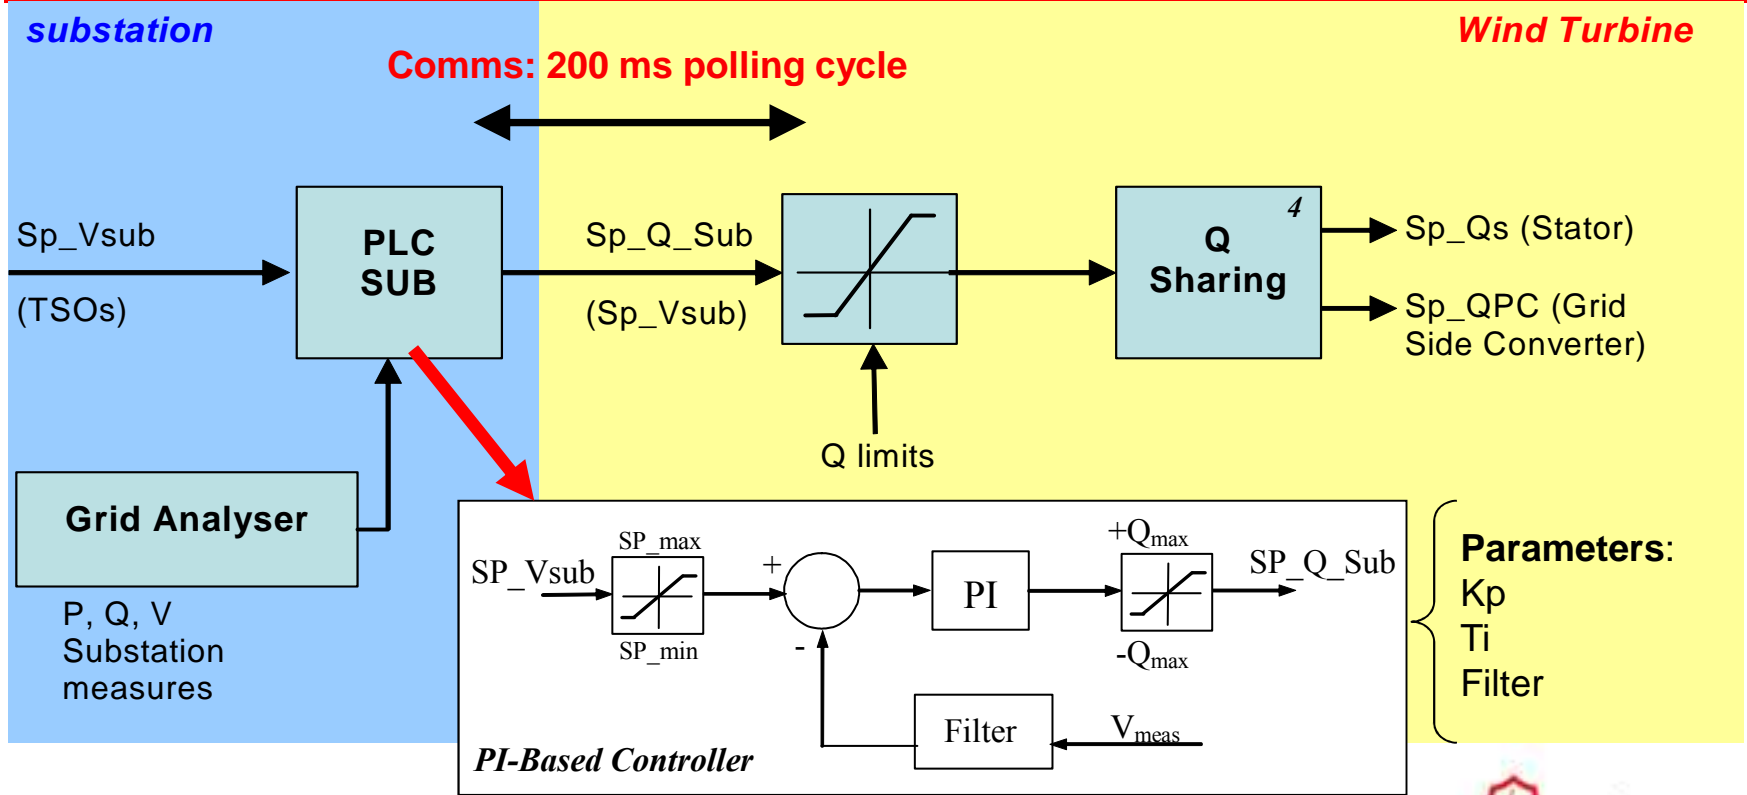 substation
Wind Turbine
Comms: 200 ms polling cycle
Sp_Vsub
(TSOs)
PLC
SUB
Sp_Q_Sub
(Sp_Vsub)
Q limits
4
Q
Sharing
Sp_Qs (Stator)
Sp_QPC (Grid
Side Converter)
Grid Analyser
P, Q, V
Substation
measures
SP_Vsub
SP_max
SP_min
+
-
PI
+Qmax
-Qmax
SP_Q_Sub
Filter
Vmeas
PI-Based Controller
Parameters:
Kp
Ti
Filter